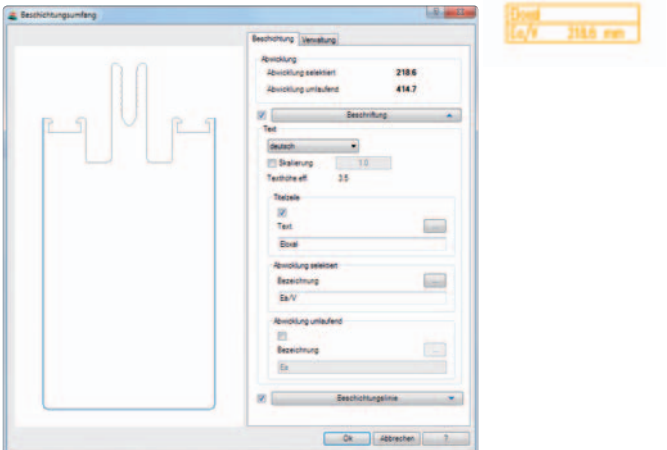 Beschichtungsumfang
Beschichtung Verwaltung
Abwicklung
Abwicklung selektiert 218.6
Abwicklung umlaufend 414.7
Beschriftung
Text
deutsch
Skalierung 1.0
Texthöhe eff. 3.5
Titelzeile
Text
...
Eloxal
Abwicklung selektiert
Bezeichnung
...
Ea/V
Abwicklung umlaufend
Bezeichnung
...
Ea
Beschichtungslinie
Ok Abbrechen ?
Eloxal
Ea/V 218.6 mm